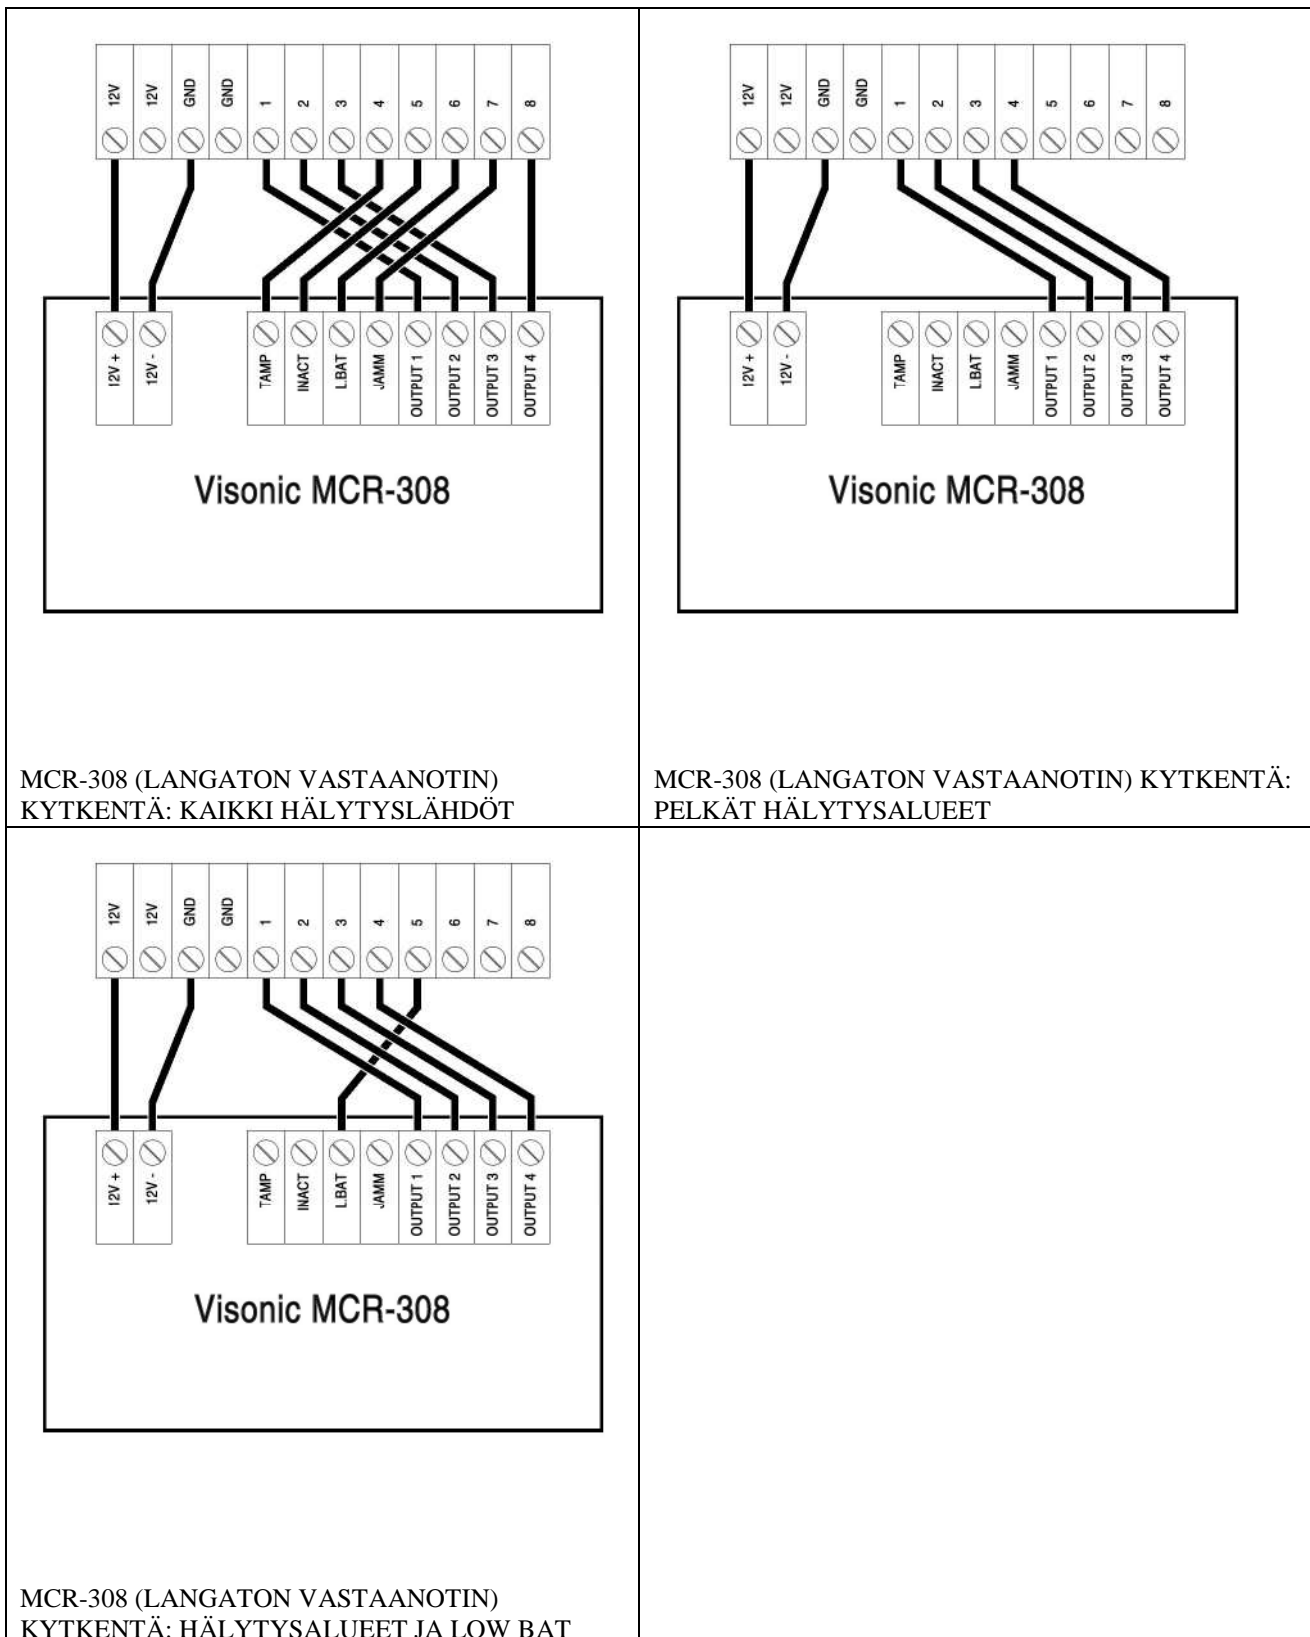 12V 12V GND GND 1 2 3 4 5 6 7 8
12V + 12V - TAMP INACT L.BAT JAMM OUTPUT 1 OUTPUT 2 OUTPUT 3 OUTPUT 4
Visonic MCR-308
MCR-308 (LANGATON VASTAANOTIN)
KYTKENTÄ: KAIKKI HÄLYTYSLÄHDÖT
12V 12V GND GND 1 2 3 4 5 6 7 8
12V + 12V - TAMP INACT L.BAT JAMM OUTPUT 1 OUTPUT 2 OUTPUT 3 OUTPUT 4
Visonic MCR-308
MCR-308 (LANGATON VASTAANOTIN) KYTKENTÄ:
PELKÄT HÄLYTYSALUEET
12V 12V GND GND 1 2 3 4 5 6 7 8
12V + 12V - TAMP INACT L.BAT JAMM OUTPUT 1 OUTPUT 2 OUTPUT 3 OUTPUT 4
Visonic MCR-308
MCR-308 (LANGATON VASTAANOTIN)
KYTKENTÄ: HÄLYTYSALUEET JA LOW BAT